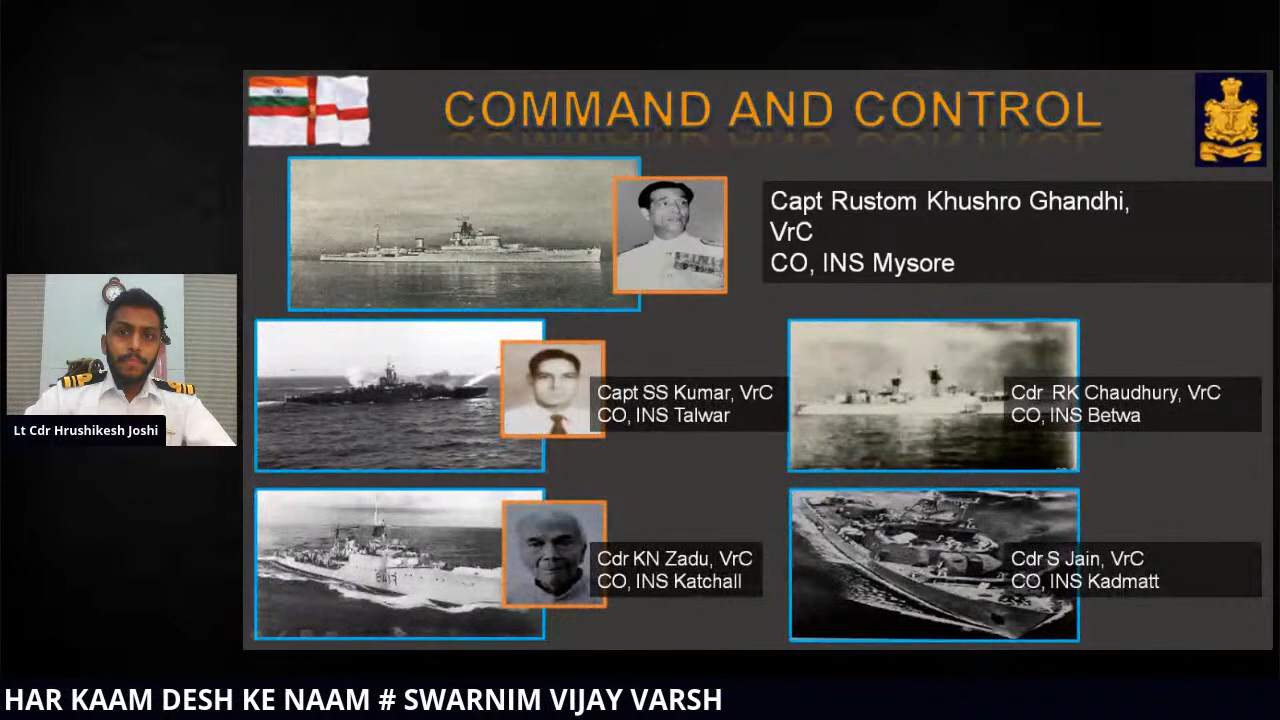 COMMAND AND CONTROL
Capt Rustom Khushro Ghandhi,
VrC
CO, INS Mysore
Capt SS Kumar, VrC
CO, INS Talwar
Cdr RK Chaudhury, VrC
CO, INS Betwa
Cdr KN Zadu, VrC
CO, INS Katchall
Cdr S Jain, VrC
CO, INS Kadmatt
Lt Cdr Hrushikesh Joshi
HAR KAAM DESH KE NAAM # SWARNIM VIJAY VARSH